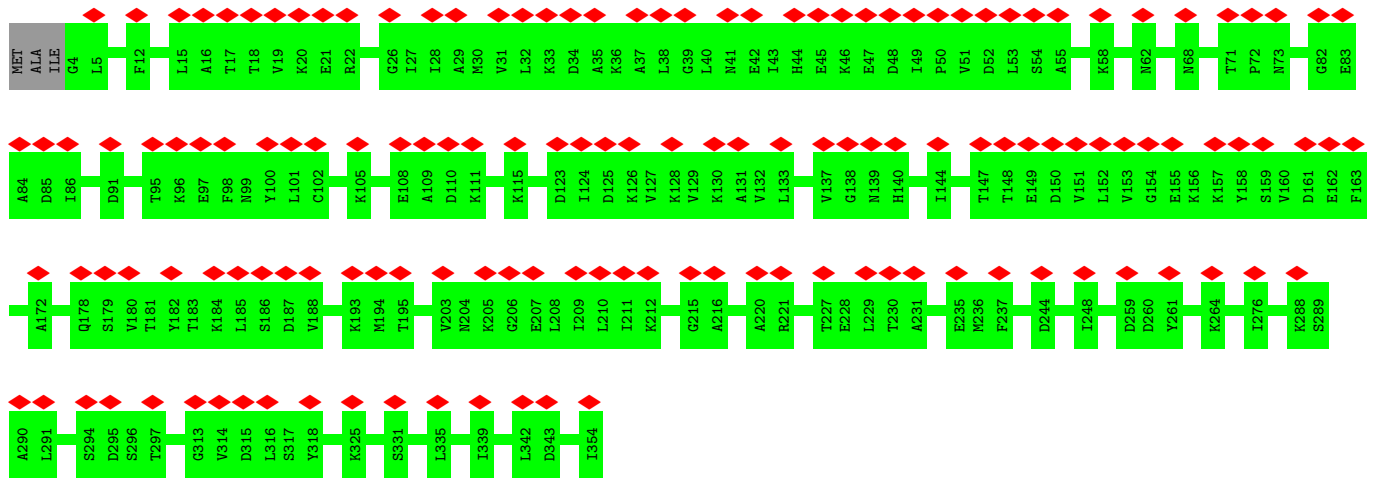 MET ALA ILE G4 L5 F12 L15 A16 T17 T18 V19 K20 E21 R22 G26 I27 I28 A29 M30 V31 L32 K33 D34 A35 K36 A37 L38 G39 L40 N41 E42 I43 H44 E45 K46 E47 D48 I49 P50 V51 D52 L53 S54 A55 K58 N62 N68 T71 P72 N73 G82 E83
A84 D85 I86 D91 T95 K96 E97 F98 N99 Y100 L101 C102 K105 E108 A109 D110 K111 K115 D123 I124 D125 K126 V127 K128 V129 K130 A131 V132 L133 V137 G138 N139 H140 I144 T147 T148 E149 D150 V151 L152 V153 G154 E155 K156 K157 Y158 S159 V160 D161 E162 F163
A172 Q178 S179 V180 T181 Y182 T183 K184 L185 S186 D187 V188 K193 M194 T195 V203 N204 K205 G206 E207 L208 I209 L210 I211 K212 G215 A216 A220 R221 T227 E228 L229 T230 A231 E235 M236 F237 D244 I248 D259 D260 Y261 K264 I276 K288 S289
A290 L291 S294 D295 S296 T297 G313 V314 D315 L316 S317 Y318 K325 S331 L335 I339 L342 D343 I354